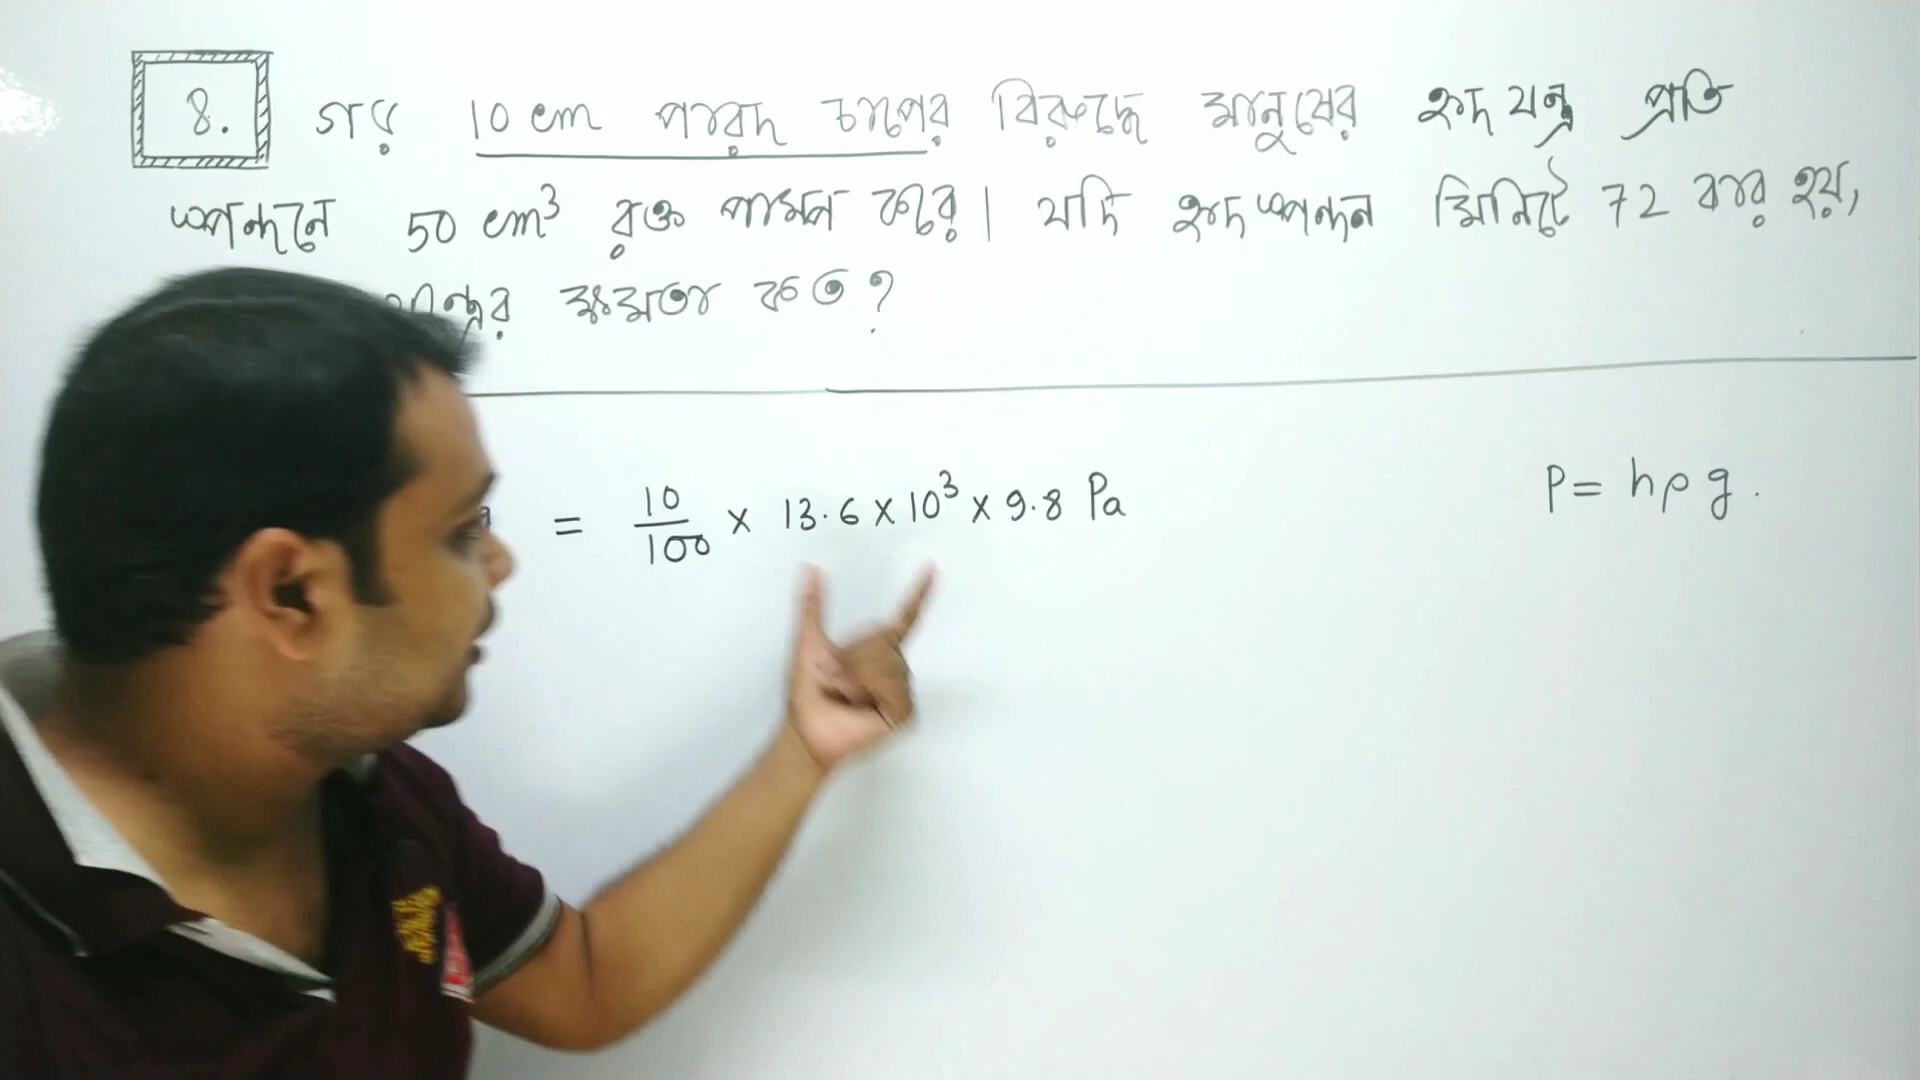 8. গড় 10 cm পারদ চাপের বিরুদ্ধে মানুষের হৃদযন্ত্র প্রতি
স্পন্দনে 50 cm³ রক্ত পাম্প করে। যদি হৃদস্পন্দন মিনিটে 72 বার হয়,
ক্ষমতা কত?
= 10/100 × 13.6 × 10³ × 9.8 Pa
P = hρg.